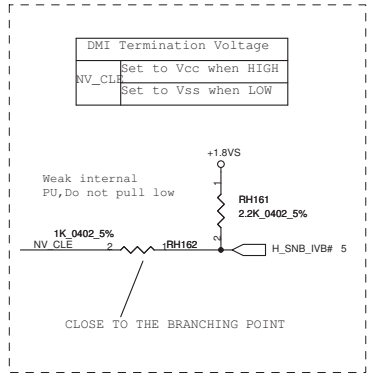 DMI Termination Voltage
NV_CLE
Set to Vcc when HIGH
Set to Vss when LOW
+1.8VS
Weak internal
PU,Do not pull low
1
RH161
2.2K_0402_5%
2
1K_0402_5%
NV_CLE 2 1 RH162
H_SNB_IVB# 5
CLOSE TO THE BRANCHING POINT